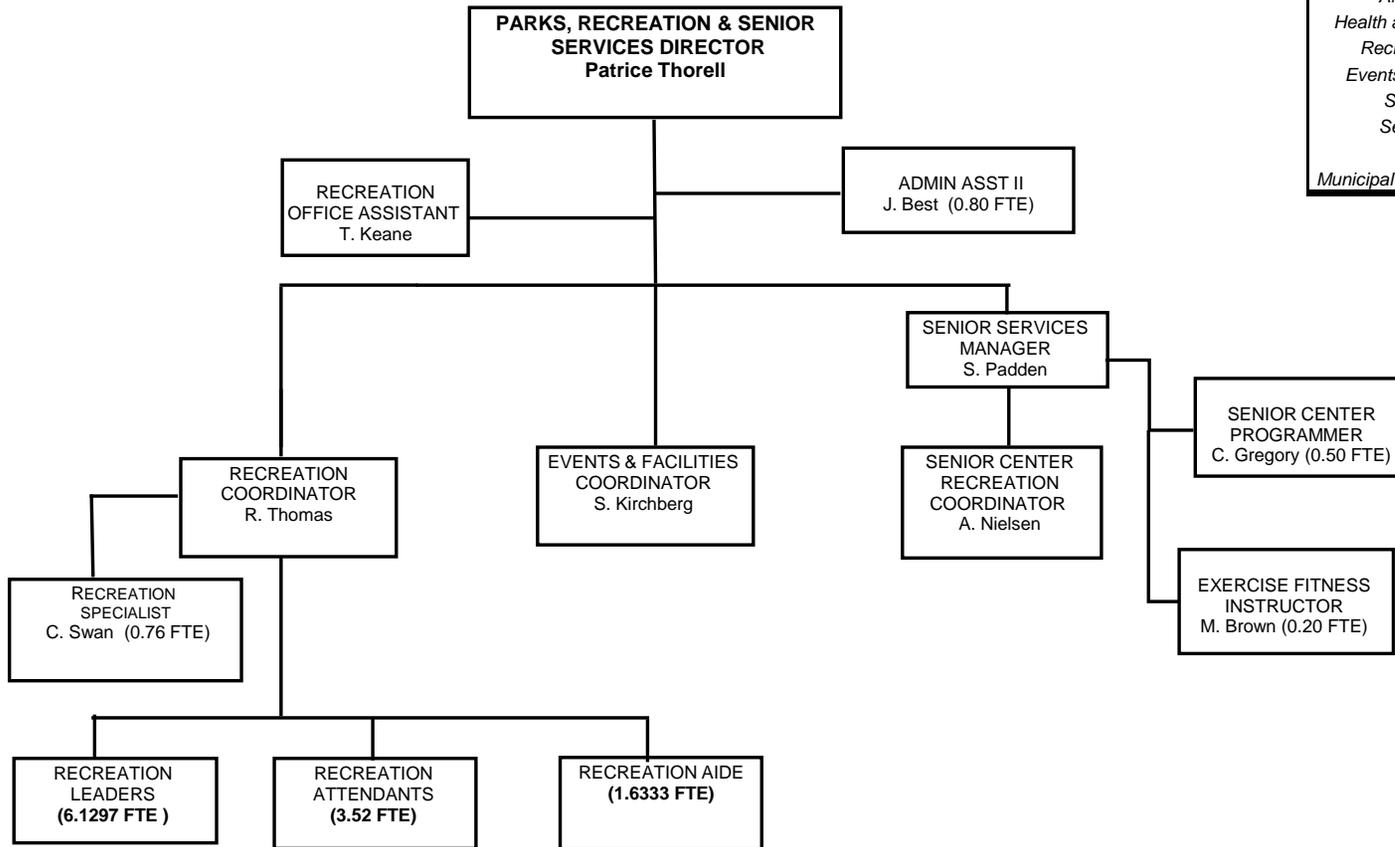 PARKS, RECREATION & SENIOR
SERVICES DIRECTOR
Patrice Thorell
Health
Events
Municipal
RECREATION
OFFICE ASSISTANT
T. Keane
ADMIN ASST II
J. Best (0.80 FTE)
SENIOR SERVICES
MANAGER
S. Padden
SENIOR CENTER
PROGRAMMER
C. Gregory (0.50 FTE)
RECREATION
COORDINATOR
R. Thomas
EVENTS & FACILITIES
COORDINATOR
S. Kirchberg
SENIOR CENTER
RECREATION
COORDINATOR
A. Nielsen
EXERCISE FITNESS
INSTRUCTOR
M. Brown (0.20 FTE)
RECREATION
SPECIALIST
C. Swan (0.76 FTE)
RECREATION
LEADERS
(6.1297 FTE )
RECREATION
ATTENDANTS
(3.52 FTE)
RECREATION AIDE
(1.6333 FTE)